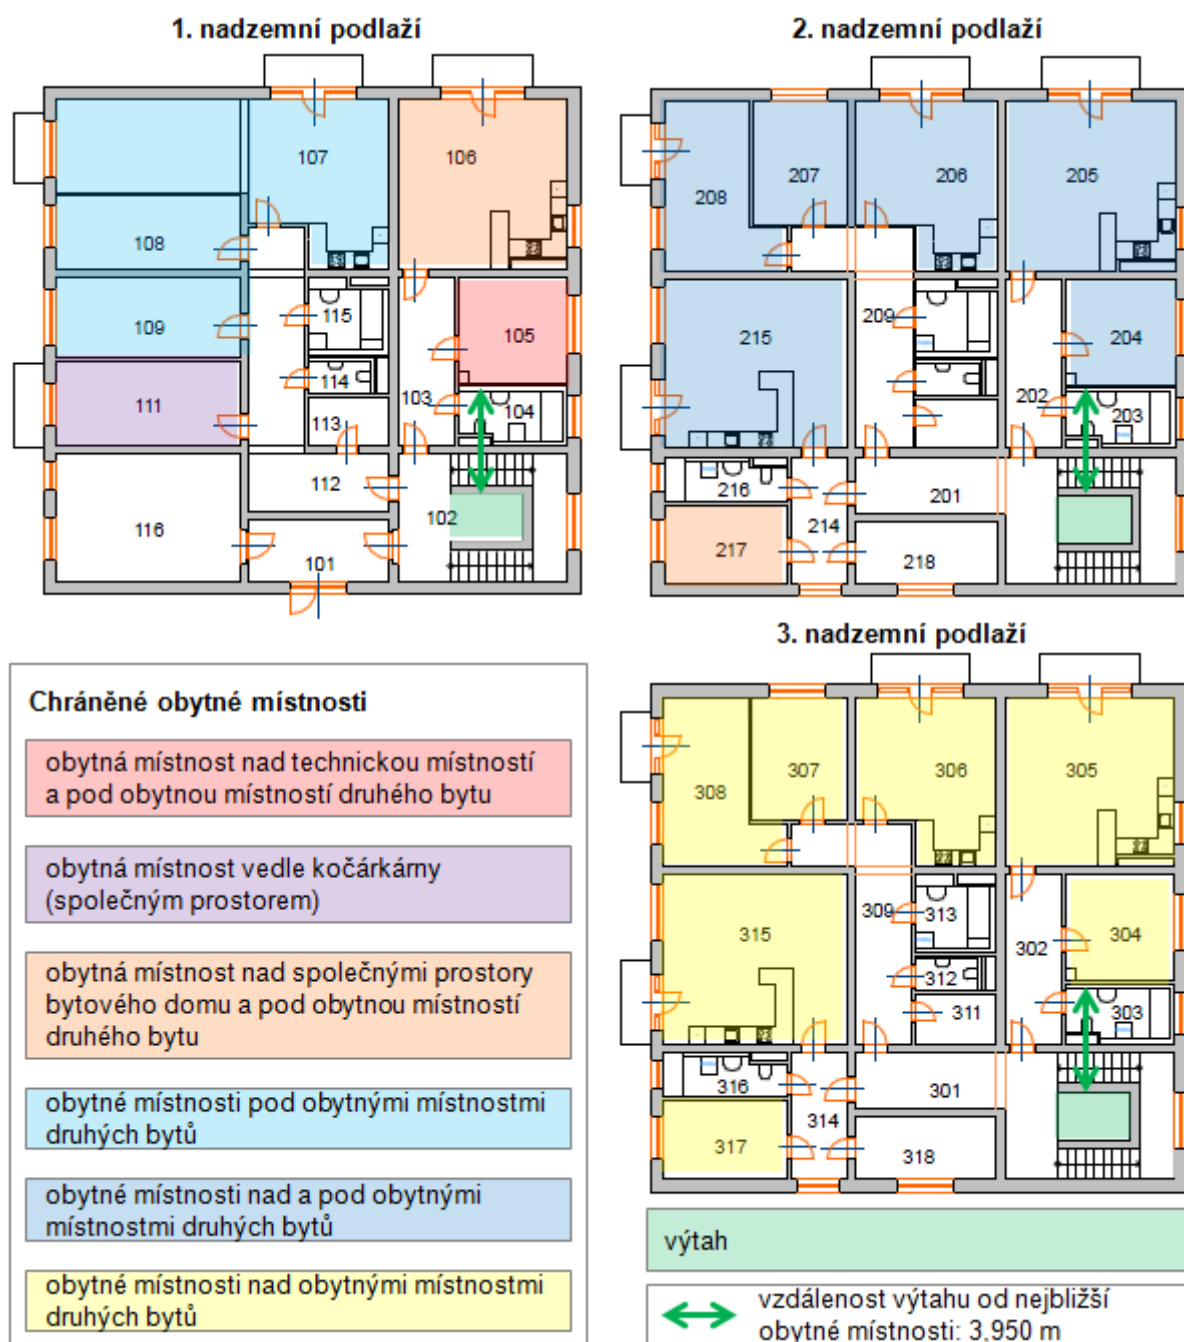 1. nadzemní podlaží
107
106
108
109
115
105
111
114
103
104
113
112
116
102
101
2. nadzemní podlaží
208
207
206
205
215
209
204
202
203
216
201
214
217
218
3. nadzemní podlaží
308
307
306
305
315
309
313
302
304
312
311
303
316
301
314
317
318
Chráněné obytné místnosti
obytná místnost nad technickou místností
a pod obytnou místností druhého bytu
obytná místnost vedle kočárkárny
(společným prostorem)
obytná místnost nad společnými prostory
bytového domu a pod obytnou místností
druhého bytu
obytné místnosti pod obytnými místnostmi
druhých bytů
obytné místnosti nad a pod obytnými
místnostmi druhých bytů
obytné místnosti nad obytnými místnostmi
druhých bytů
výtah
vzdálenost výtahu od nejbližší
obytné místnosti: 3,950 m